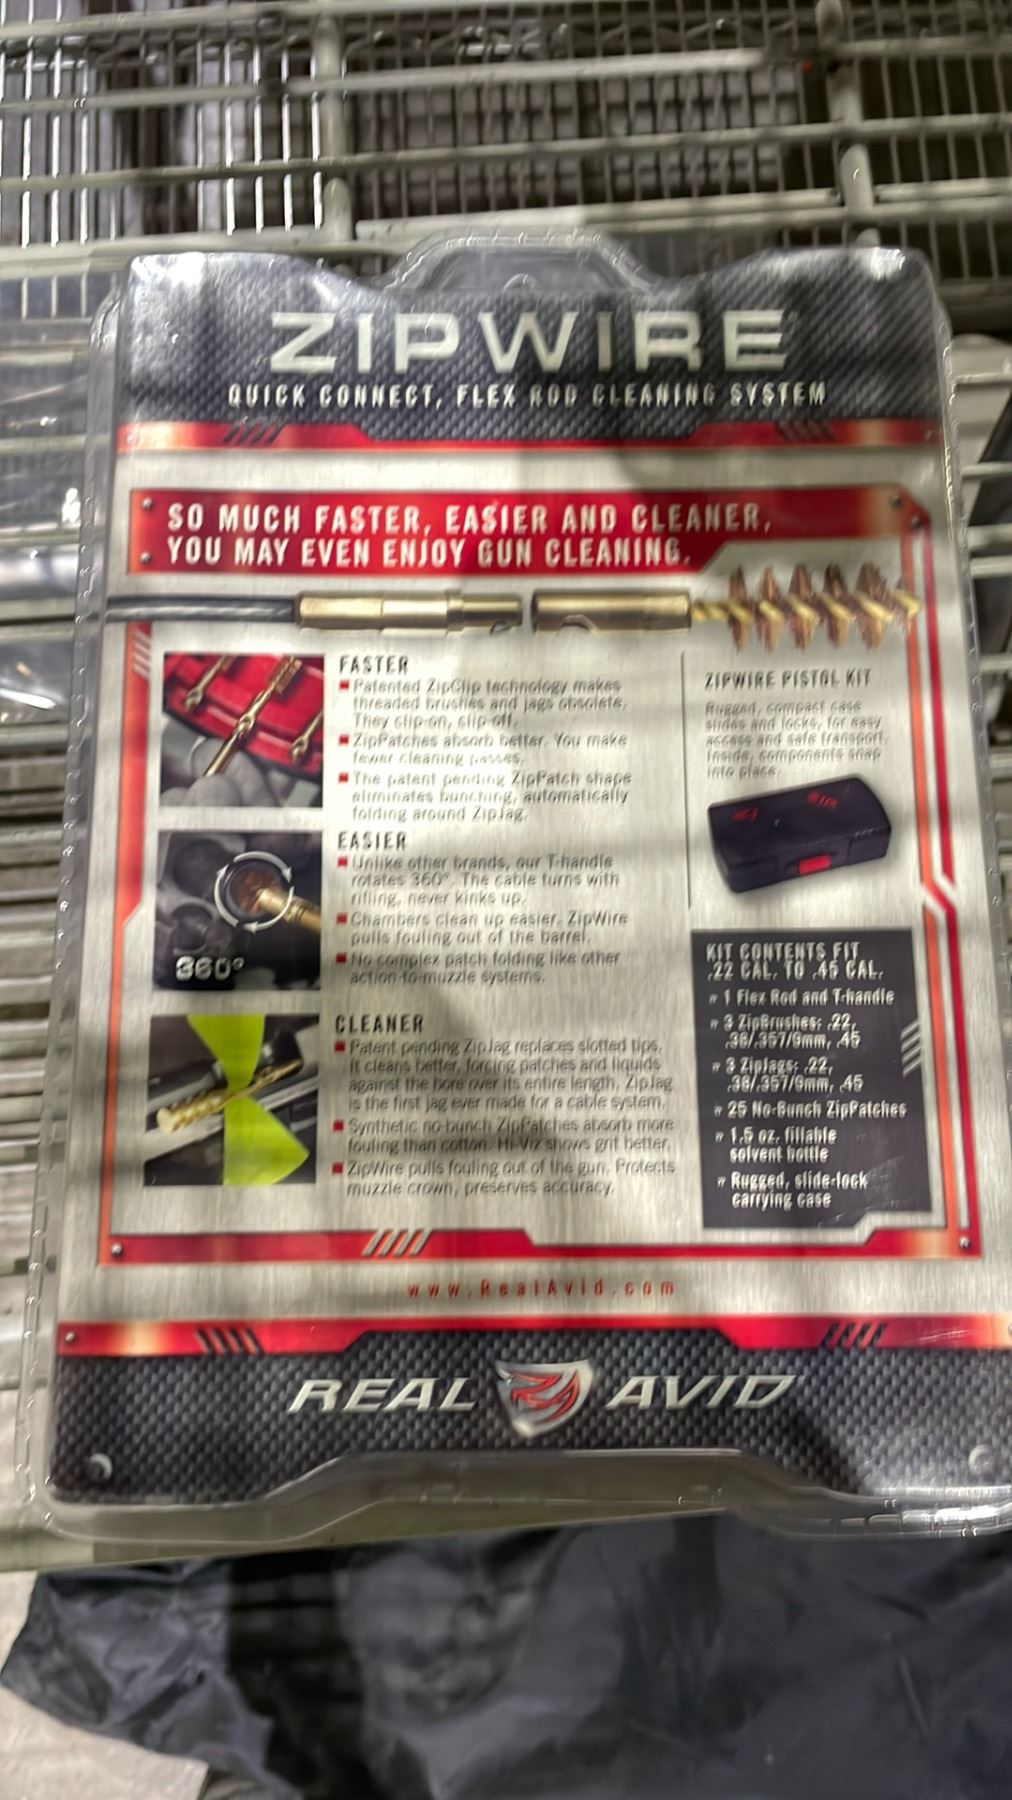 ZIPWIRE
QUICK CONNECT, FLEX ROD CLEANING SYSTEM
SO MUCH FASTER, EASIER AND CLEANER,
YOU MAY EVEN ENJOY GUN CLEANING.
FASTER
Patented ZipClip technology makes
threaded brushes and jags obsolete.
They clip-on, clip-off.
ZipPatches absorb better. You make
fewer cleaning passes.
The patent pending ZipPatch shape
eliminates bunching, automatically
folding around ZipJag.
360°
EASIER
Unlike other brands, our T-handle
rotates 360°. The cable turns with
rifling, never kinks up.
Chambers clean up easier. ZipWire
pulls fouling out of the barrel.
No complex patch folding like other
action-to-muzzle systems.
CLEANER
Patent pending ZipJag replaces slotted tips.
It cleans better, forcing patches and liquids
against the bore over its entire length. ZipJag
is the first jag ever made for a cable system.
Synthetic no-bunch ZipPatches absorb more
fouling than cotton. Hi-Viz shows grit better.
ZipWire pulls fouling out of the gun. Protects
muzzle crown, preserves accuracy.
ZIPWIRE PISTOL KIT
Rugged, compact case
slides and locks, for easy
access and safe transport.
Inside, components snap
into place.
KIT CONTENTS FIT
.22 CAL. TO .45 CAL.
» 1 Flex Rod and T-handle
» 3 ZipBrushes: .22,
.38/.357/9mm, .45
» 3 ZipJags: .22,
.38/.357/9mm, .45
» 25 No-Bunch ZipPatches
» 1.5 oz. fillable
solvent bottle
» Rugged, slide-lock
carrying case
www.RealAvid.com
REAL AVID